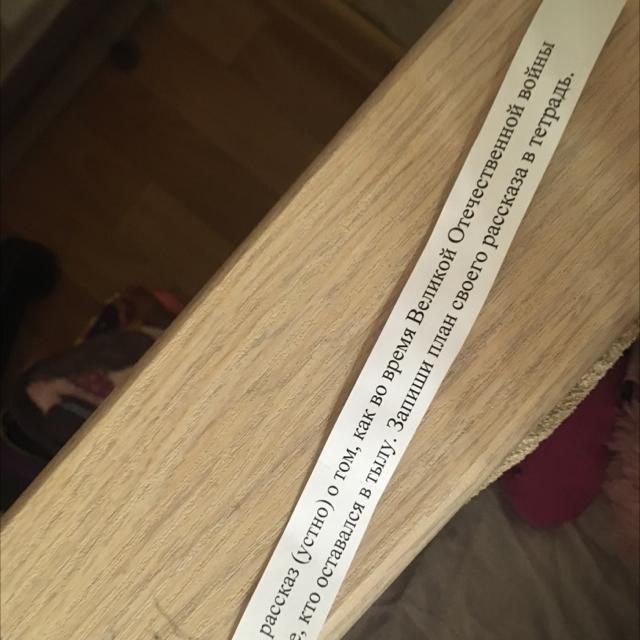 рассказ (устно) о том, как во время Великой Отечественной войны
е, кто оставался в тылу. Запиши план своего рассказа в тетрадь.